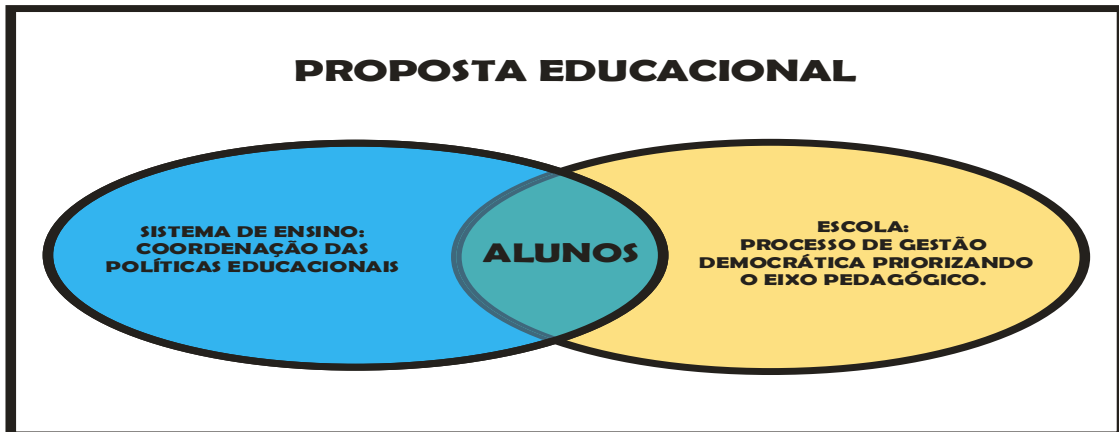 PROPOSTA EDUCACIONAL
SISTEMA DE ENSINO:
COORDENAÇÃO DAS
POLÍTICAS EDUCACIONAIS
ALUNOS
ESCOLA:
PROCESSO DE GESTÃO
DEMOCRÁTICA PRIORIZANDO
O EIXO PEDAGÓGICO.